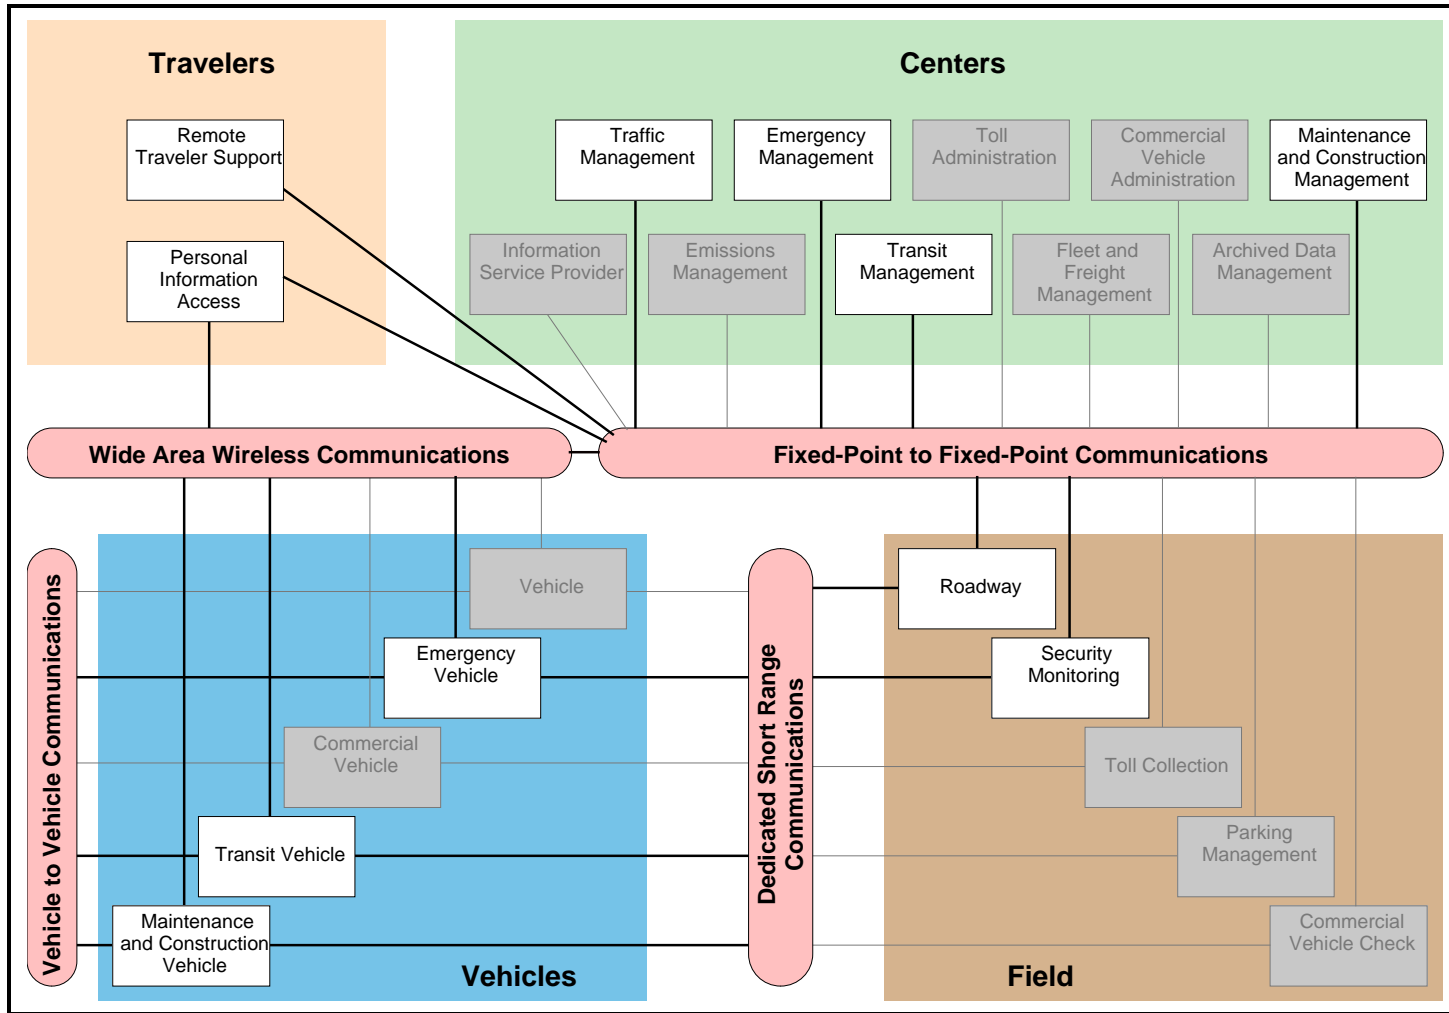 Travelers
Centers
Remote
Traveler Support
Traffic
Management
Emergency
Management
Toll
Administration
Commercial
Vehicle
Administration
Maintenance
and Construction
Management
Personal
Information
Access
Information
Service Provider
Emissions
Management
Transit
Management
Fleet and
Freight
Management
Archived Data
Management
Wide Area Wireless Communications
Fixed-Point to Fixed-Point Communications
Vehicle to Vehicle Communications
Vehicle
Emergency
Vehicle
Commercial
Vehicle
Transit Vehicle
Maintenance
and Construction
Vehicle
Vehicles
Dedicated Short Range
Communications
Roadway
Security
Monitoring
Toll Collection
Parking
Management
Commercial
Vehicle Check
Field